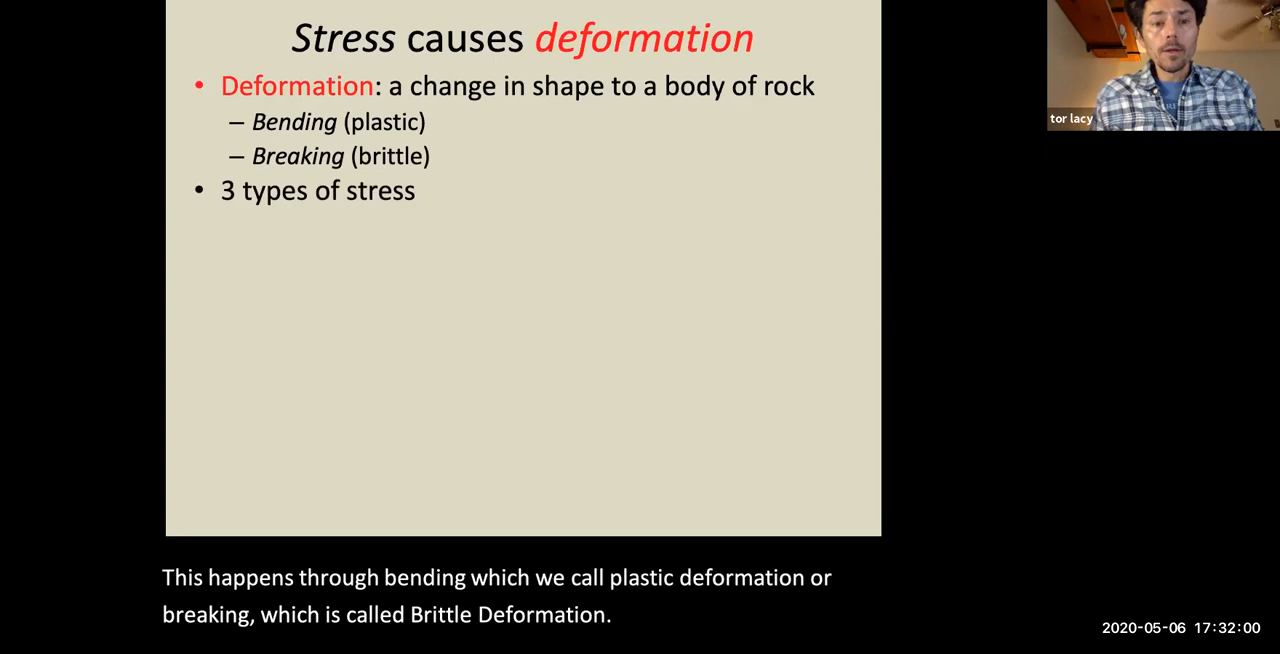 Stress causes deformation
• Deformation: a change in shape to a body of rock
– Bending (plastic)
– Breaking (brittle)
• 3 types of stress
tor lacy
This happens through bending which we call plastic deformation or
breaking, which is called Brittle Deformation.
2020-05-06 17:32:00